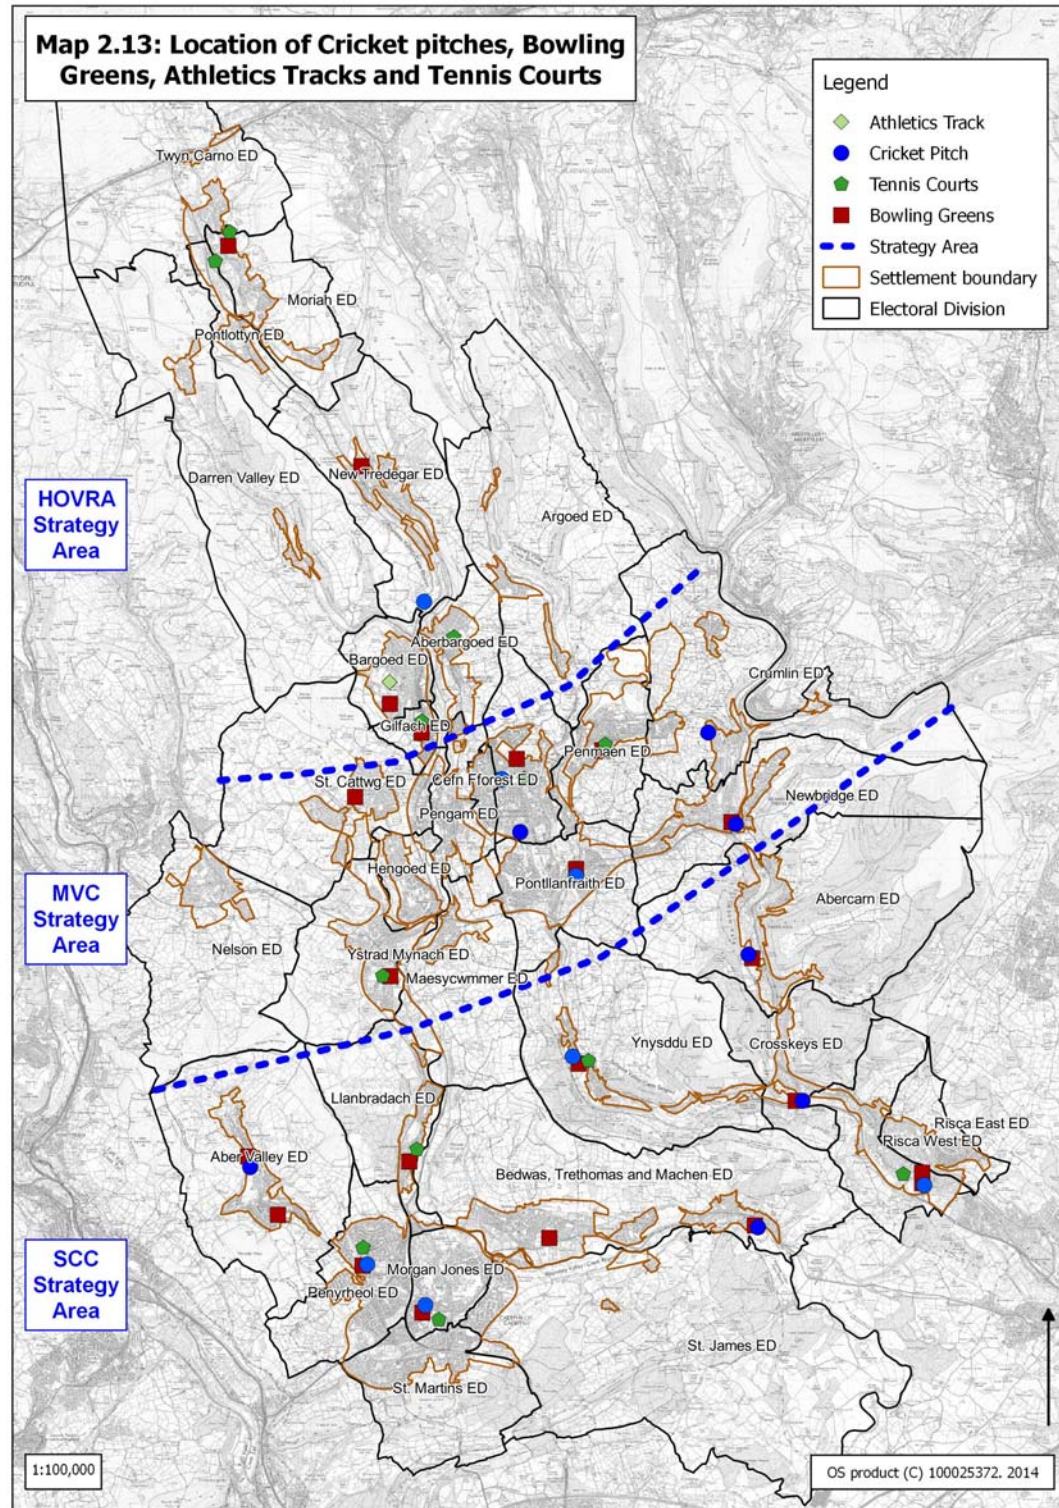 Map 2.13: Location of Cricket pitches, Bowling
Greens, Athletics Tracks and Tennis Courts
Legend
Athletics Track
Cricket Pitch
Tennis Courts
Bowling Greens
Strategy Area
Settlement boundary
Electoral Division
Twyn Carno ED
Moriah ED
Pontlottyn ED
Darren Valley ED
New Tredegar ED
HOVRA
Strategy
Area
Argoed ED
Aberbargoed ED
Bargoed ED
Crumlin ED
Gilfach ED
Penmaen ED
St. Cattwg ED
Cefn Fforest ED
Newbridge ED
Pengam ED
Hengoed ED
Pontllanfraith ED
Abercarn ED
MVC
Strategy
Area
Nelson ED
Ystrad Mynach ED
Maesycwmmer ED
Ynysddu ED
Crosskeys ED
Llanbradach ED
Risca East ED
Risca West ED
Aber Valley ED
Bedwas, Trethomas and Machen ED
SCC
Strategy
Area
Morgan Jones ED
Penyrheol ED
St. James ED
St. Martins ED
1:100,000
OS product (C) 100025372. 2014